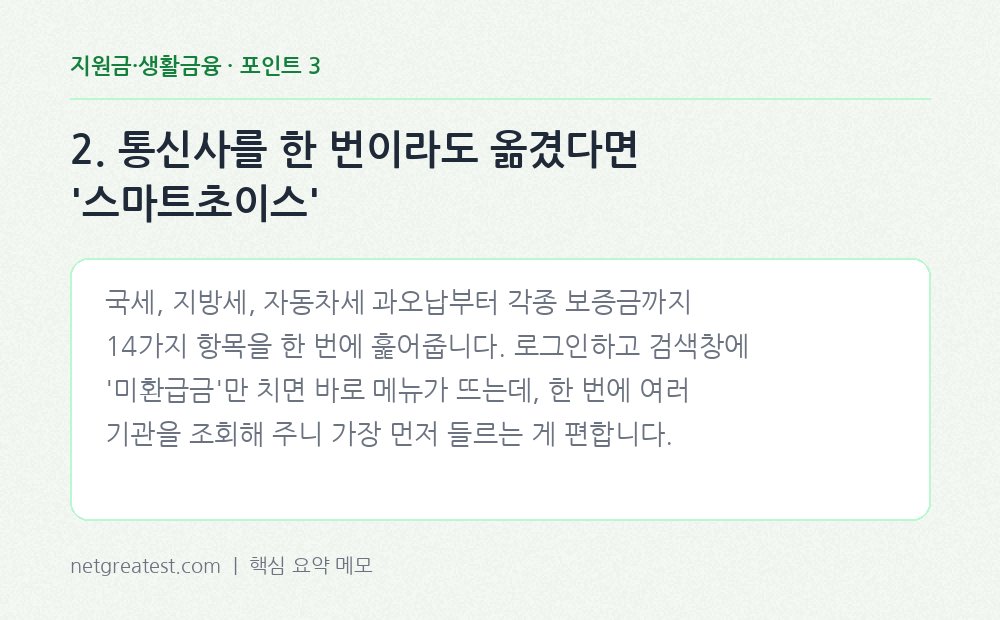 지원금·생활금융 · 포인트 3
2. 통신사를 한 번이라도 옮겼다면
'스마트초이스'
국세, 지방세, 자동차세 과오납부터 각종 보증금까지
14가지 항목을 한 번에 훑어줍니다. 로그인하고 검색창에
'미환급금'만 치면 바로 메뉴가 뜨는데, 한 번에 여러
기관을 조회해 주니 가장 먼저 들르는 게 편합니다.
netgreatest.com | 핵심 요약 메모